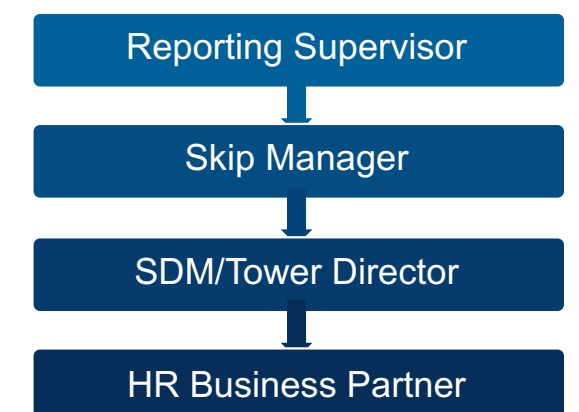 Reporting Supervisor
Skip Manager
SDM/Tower Director
HR Business Partner